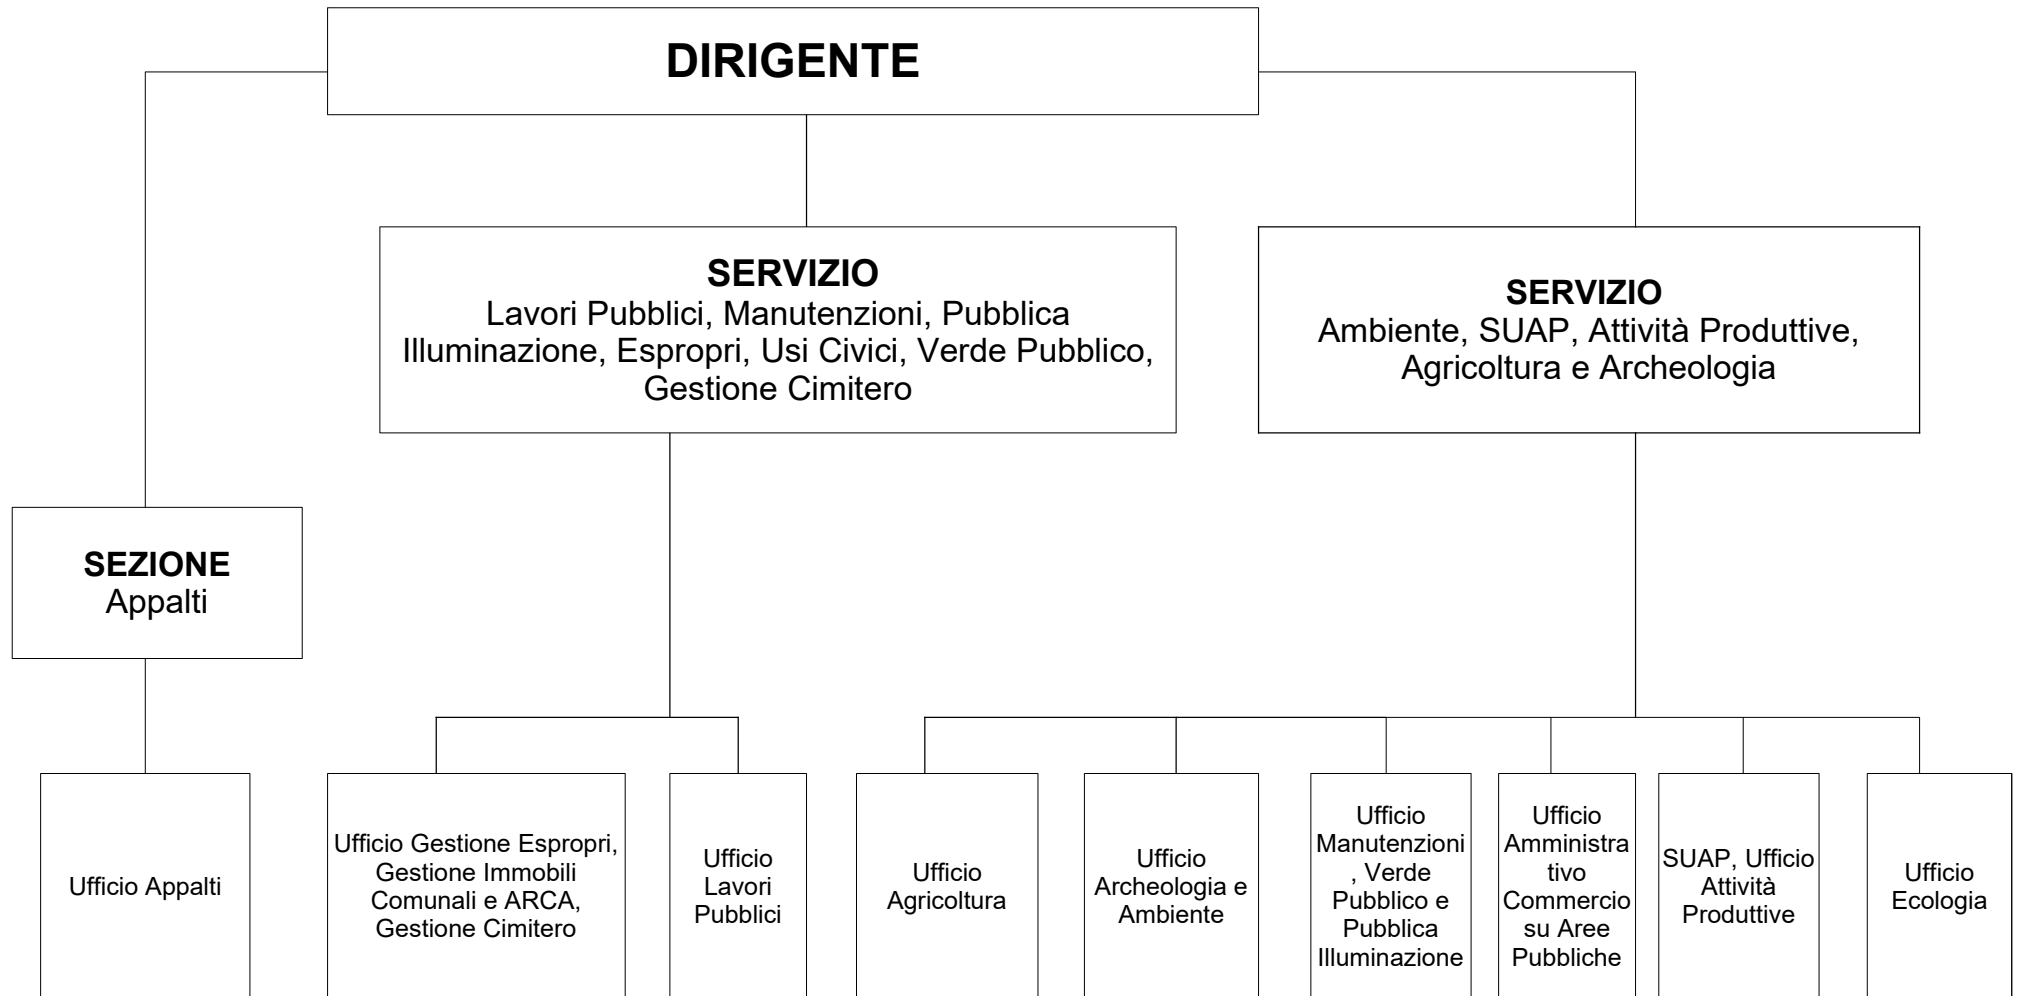 DIRIGENTE
SERVIZIO
Lavori Pubblici, Manutenzioni, Pubblica
Illuminazione, Espropri, Usi Civici, Verde Pubblico,
Gestione Cimitero
SERVIZIO
Ambiente, SUAP, Attività Produttive,
Agricoltura e Archeologia
SEZIONE
Appalti
Ufficio Appalti
Ufficio Gestione Espropri,
Gestione Immobili
Comunali e ARCA,
Gestione Cimitero
Ufficio
Lavori
Pubblici
Ufficio
Agricoltura
Ufficio
Archeologia e
Ambiente
Ufficio
Manutenzioni
, Verde
Pubblico e
Pubblica
Illuminazione
Ufficio
Amministra
tivo
Commercio
su Aree
Pubbliche
SUAP, Ufficio
Attività
Produttive
Ufficio
Ecologia